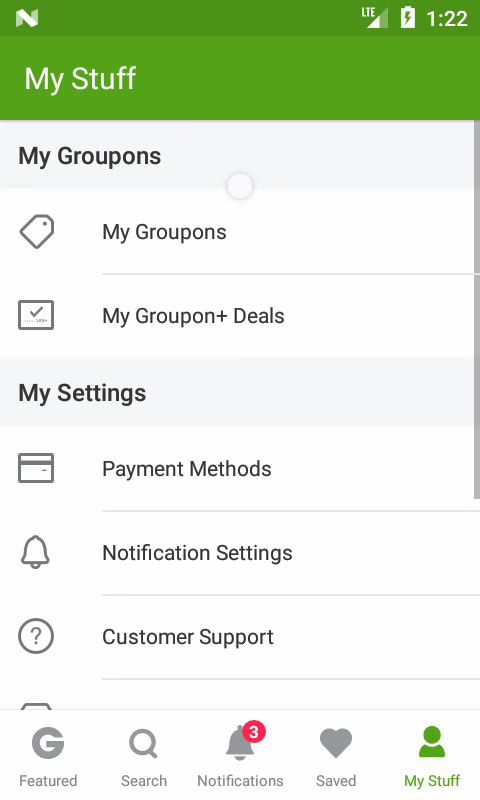 LTE 1:22
My Stuff
My Groupons
My Groupons
My Groupon+ Deals
My Settings
Payment Methods
Notification Settings
?
Customer Support
G
3
Featured
Search
Notifications
Saved
My Stuff